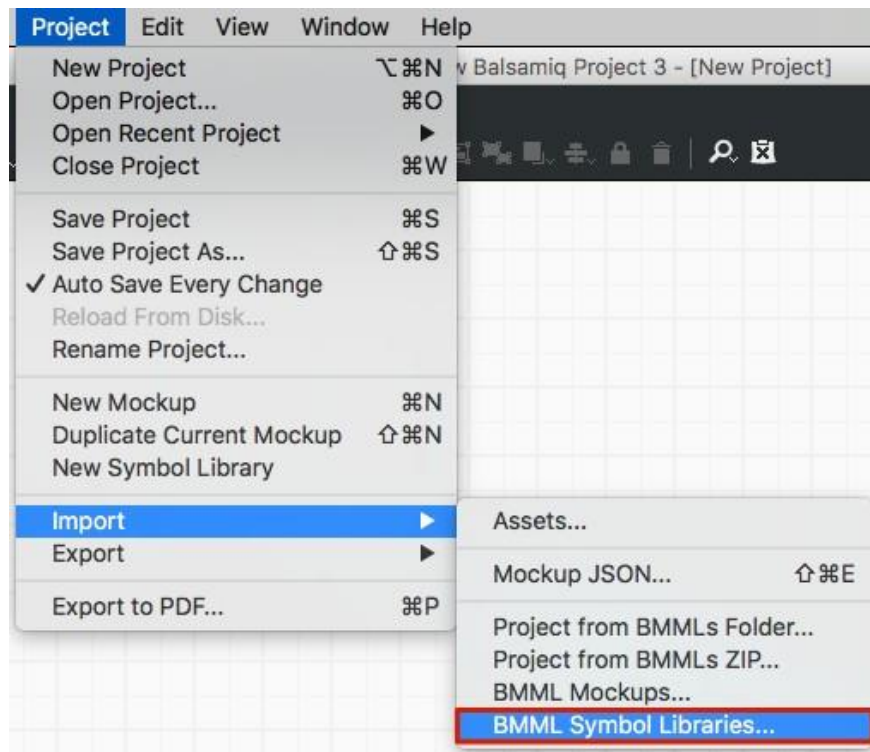 Project Edit View Window Help
New Project ⌥⌘N
w Balsamiq Project 3 - [New Project]
Open Project... ⌘O
Open Recent Project ▶
Close Project ⌘W
Save Project ⌘S
Save Project As... ⇧⌘S
✓ Auto Save Every Change
Reload From Disk...
Rename Project...
New Mockup ⌘N
Duplicate Current Mockup ⇧⌘N
New Symbol Library
Import ▶
Export ▶
Export to PDF... ⌘P
Assets...
Mockup JSON... ⇧⌘E
Project from BMMLs Folder...
Project from BMMLs ZIP...
BMML Mockups...
BMML Symbol Libraries...